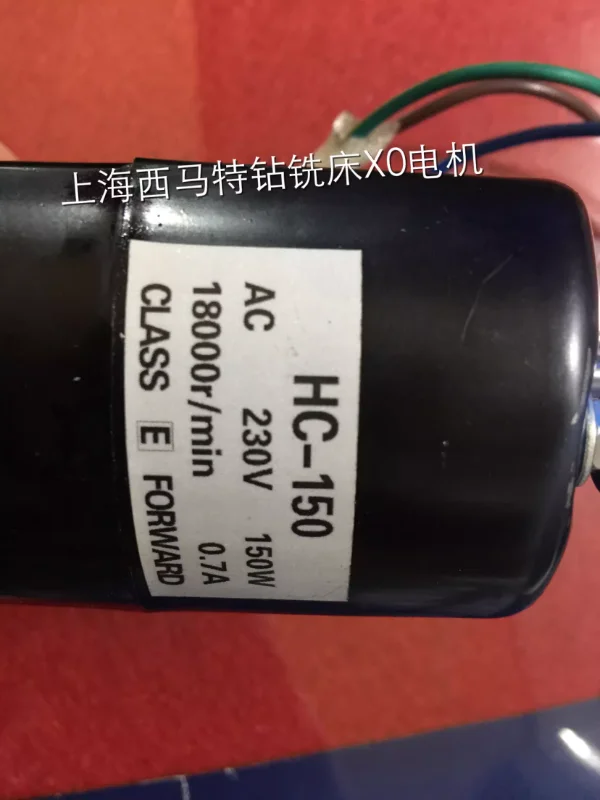 上海西马特钻铣床XO电机
HC-150
AC 230V 150W
18000r/min 0.7A
CLASS E FORWARD